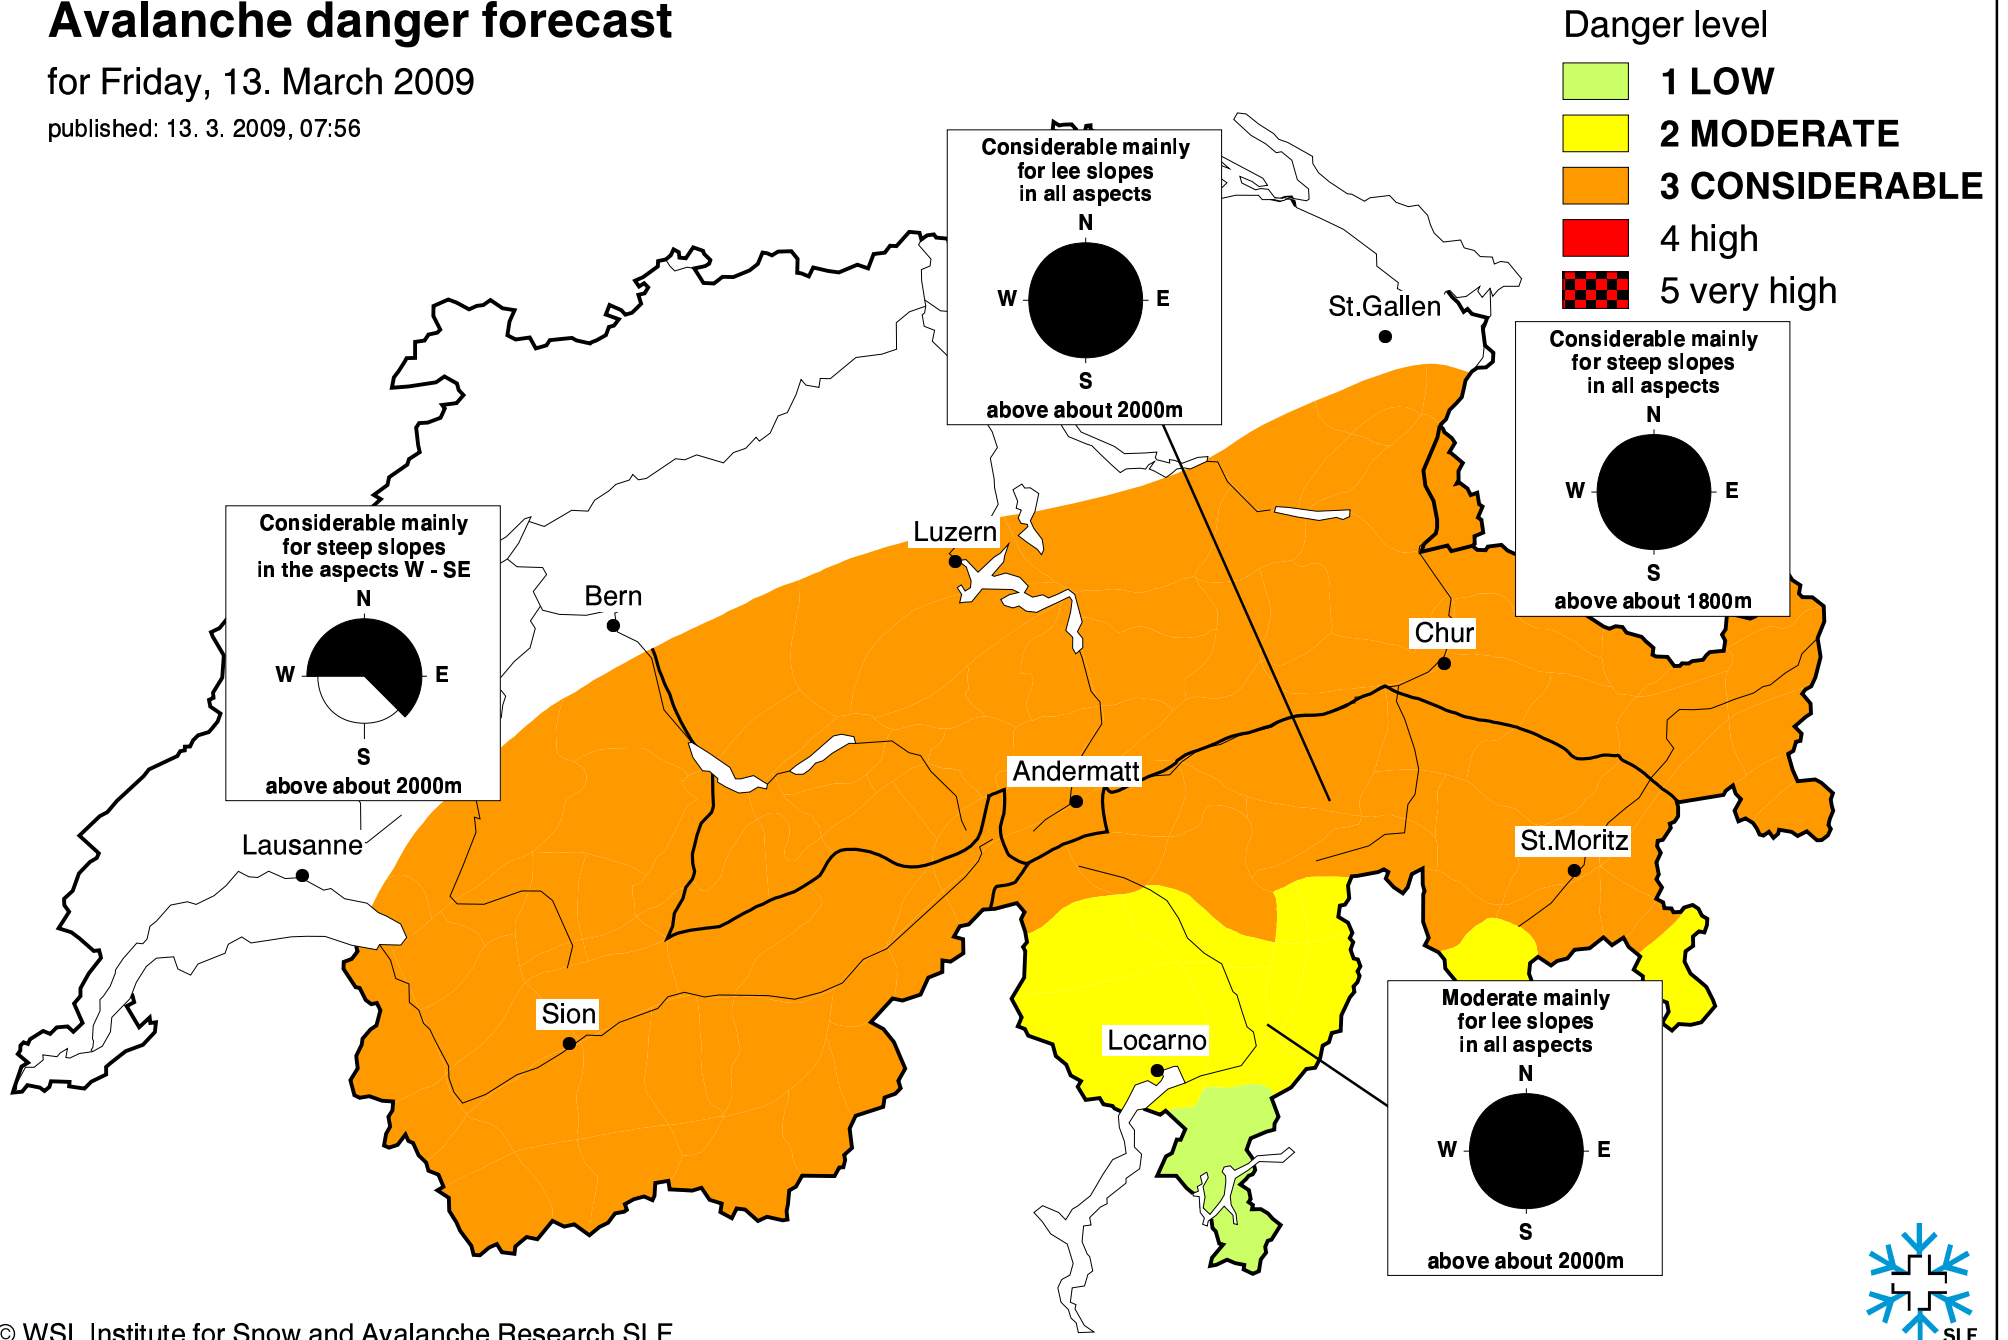 Avalanche danger forecast
for Friday, 13. March 2009
published: 13. 3. 2009, 07:56
Danger level
1 LOW
2 MODERATE
3 CONSIDERABLE
4 high
5 very high
Considerable mainly
for lee slopes
in all aspects
N
W E
S
above about 2000m
St.Gallen
Considerable mainly
for steep slopes
in all aspects
N
W E
S
above about 1800m
Considerable mainly
for steep slopes
in the aspects W - SE
N
W E
S
above about 2000m
Luzern
Bern
Chur
Andermatt
Lausanne
St.Moritz
Sion
Locarno
Moderate mainly
for lee slopes
in all aspects
N
W E
S
above about 2000m
© WSL Institute for Snow and Avalanche Research SLF
SLF